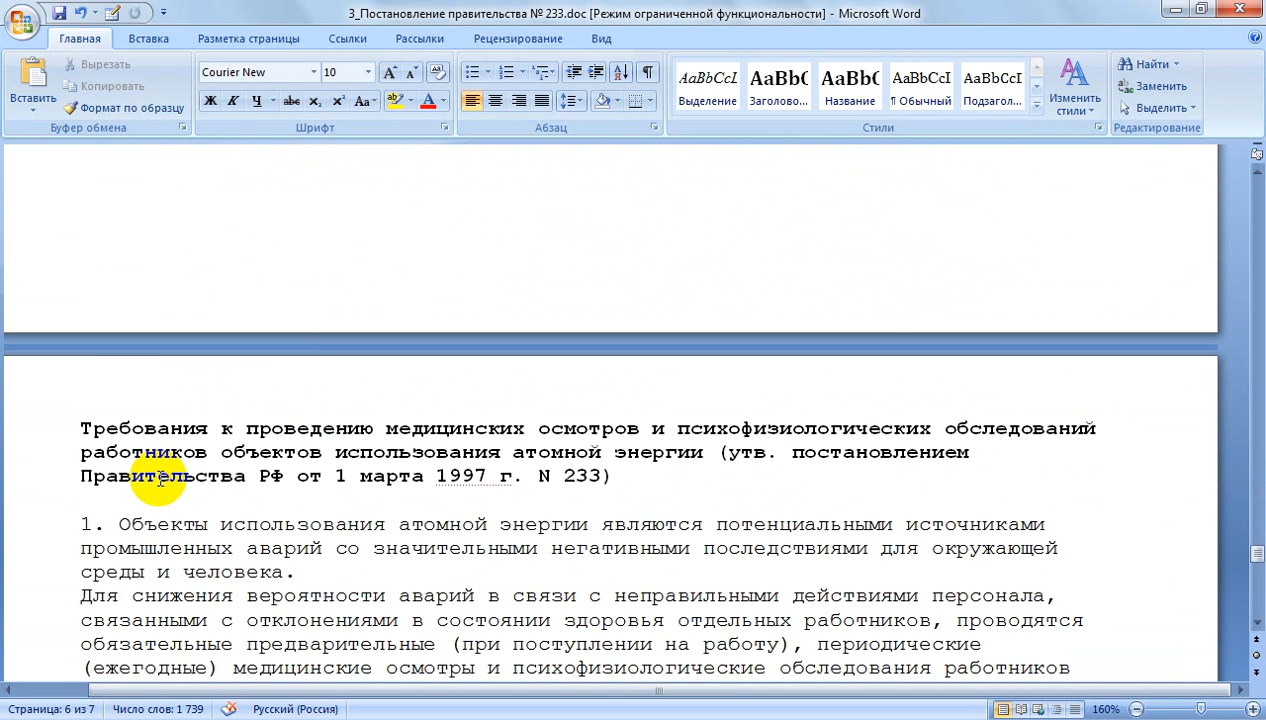 3_Постановление правительства № 233.doc [Режим ограниченной функциональности] - Microsoft Word
Главная Вставка Разметка страницы Ссылки Рассылки Рецензирование Вид
Вставить
Вырезать
Копировать
Формат по образцу
Буфер обмена
Courier New 10
Ж К Ч abc x₂ x² Aa
Шрифт
Абзац
AaBbCcL AaBbC AaBbC AaBbCcI AaBbCcI
Выделение Заголово... Название ¶ Обычный Подзагол...
Изменить стили
Стили
Найти
Заменить
Выделить
Редактирование
Требования к проведению медицинских осмотров и психофизиологических обследований
работников объектов использования атомной энергии (утв. постановлением
Правительства РФ от 1 марта 1997 г. N 233)
1. Объекты использования атомной энергии являются потенциальными источниками
промышленных аварий со значительными негативными последствиями для окружающей
среды и человека.
Для снижения вероятности аварий в связи с неправильными действиями персонала,
связанными с отклонениями в состоянии здоровья отдельных работников, проводятся
обязательные предварительные (при поступлении на работу), периодические
(ежегодные) медицинские осмотры и психофизиологические обследования работников
Страница: 6 из 7 Число слов: 1 739 Русский (Россия) 160%